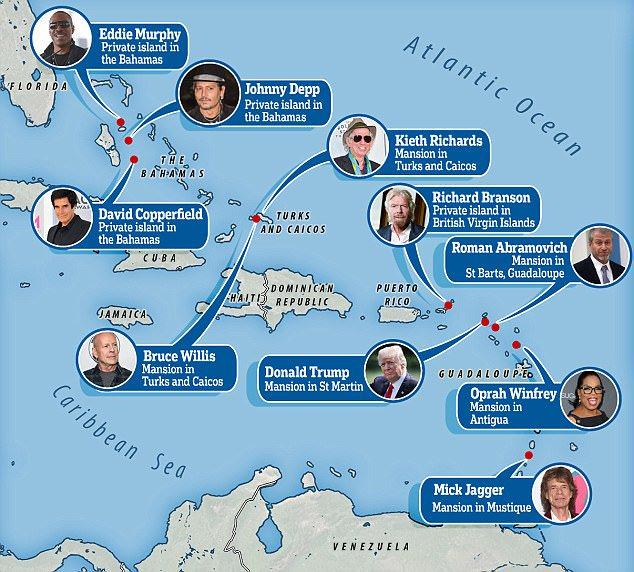 Eddie Murphy
Private island in
the Bahamas
Johnny Depp
Private island in
the Bahamas
Atlantic Ocean
FLORIDA
Kieth Richards
Mansion in
Turks and Caicos
THE
BAHAMAS
Richard Branson
Private island in
British Virgin Islands
David Copperfield
Private island in
the Bahamas
TURKS
AND CAICOS
Roman Abramovich
Mansion in
St Barts, Guadaloupe
CUBA
HAITI
DOMINICAN
REPUBLIC
PUERTO
RICO
JAMAICA
Bruce Willis
Mansion in
Turks and Caicos
Donald Trump
Mansion in St Martin
GUADALOUPE
Oprah Winfrey
Mansion in
Antigua
Caribbean Sea
Mick Jagger
Mansion in Mustique
VENEZUELA